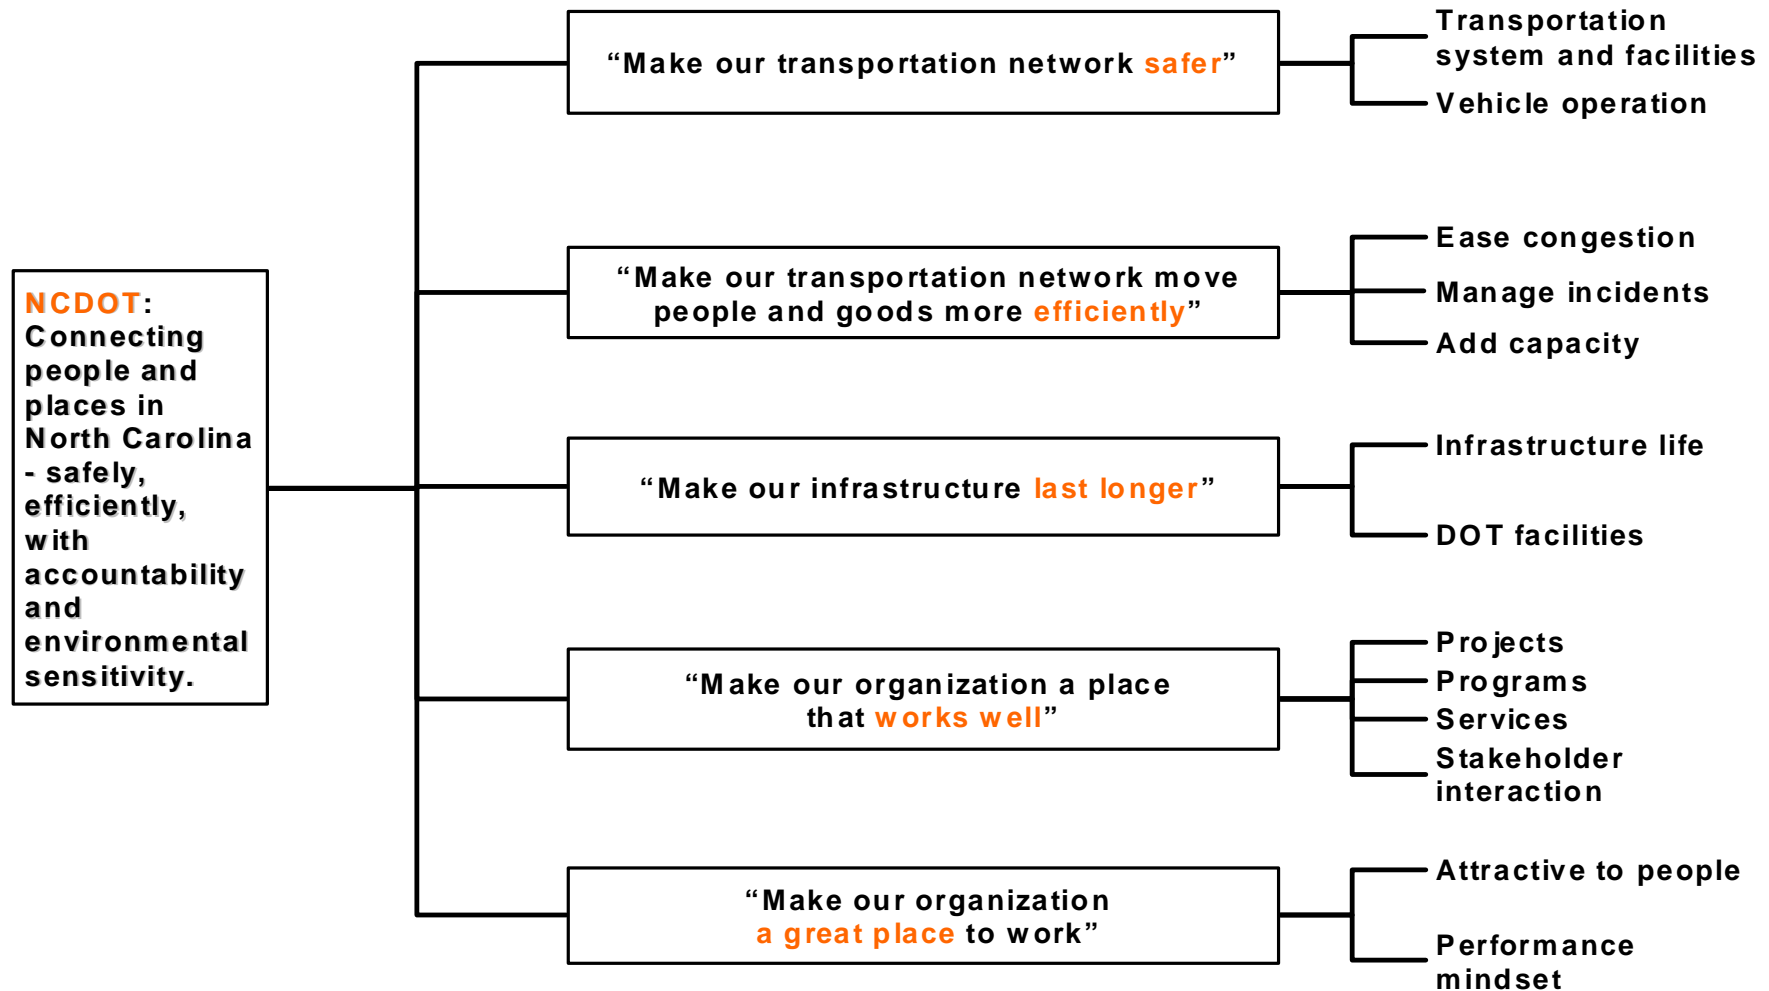 NCDOT:
Connecting
people and
places in
North Carolina
- safely,
efficiently,
with
accountability
and
environmental
sensitivity.
“Make our transportation network safer”
Transportation
system and facilities
Vehicle operation
“Make our transportation network move
people and goods more efficiently”
Ease congestion
Manage incidents
Add capacity
“Make our infrastructure last longer”
Infrastructure life
DOT facilities
“Make our organization a place
that works well”
Projects
Programs
Services
Stakeholder
interaction
“Make our organization
a great place to work”
Attractive to people
Performance
mindset